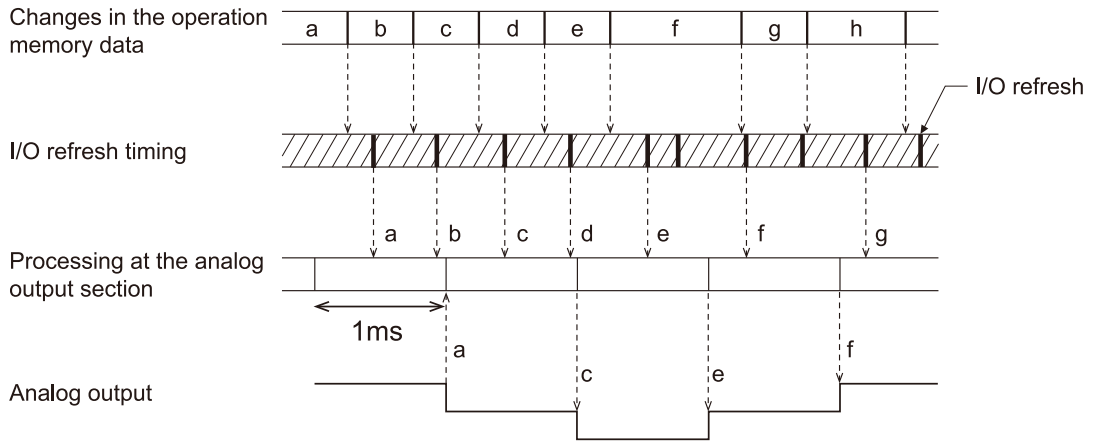 Changes in the operation
memory data
a b c d e f g h
I/O refresh
I/O refresh timing
a b c d e f g
Processing at the analog
output section
1ms
a c e f
Analog output